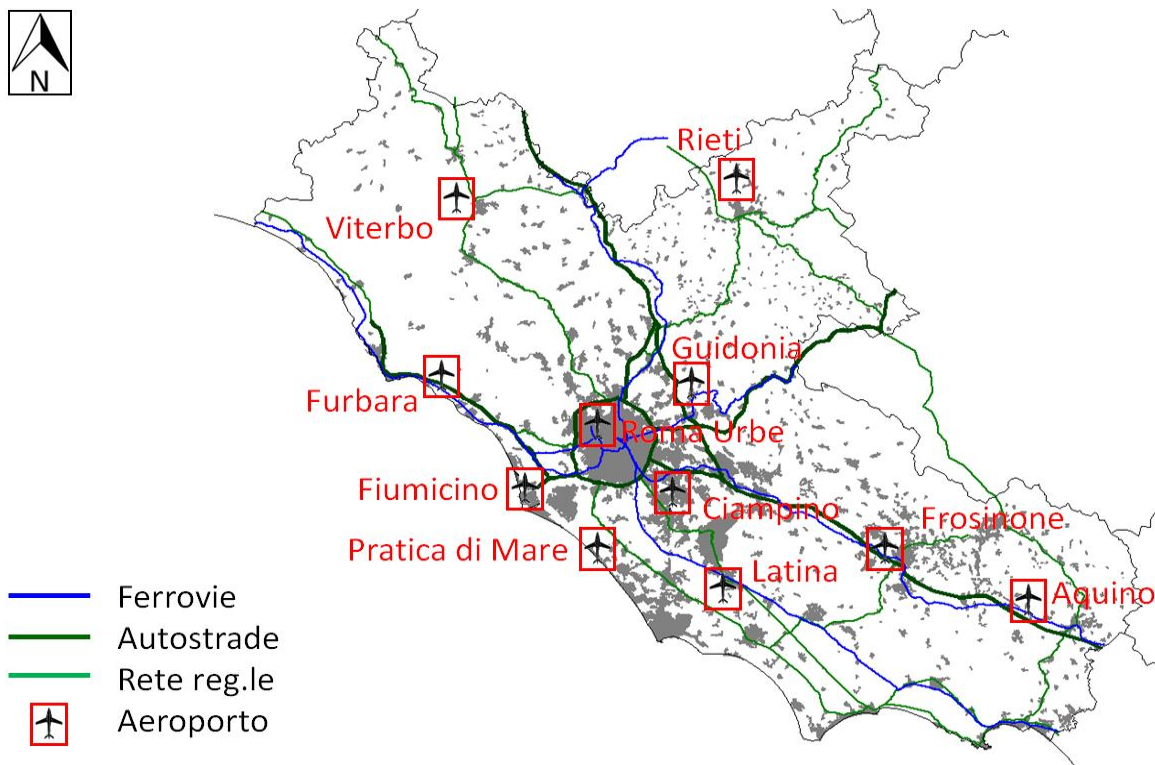 N
Rieti
Viterbo
Guidonia
Furbara
Roma Urbe
Fiumicino
Ciampino
Frosinone
Pratica di Mare
Latina
Aquino
Ferrovie
Autostrade
Rete reg.le
Aeroporto